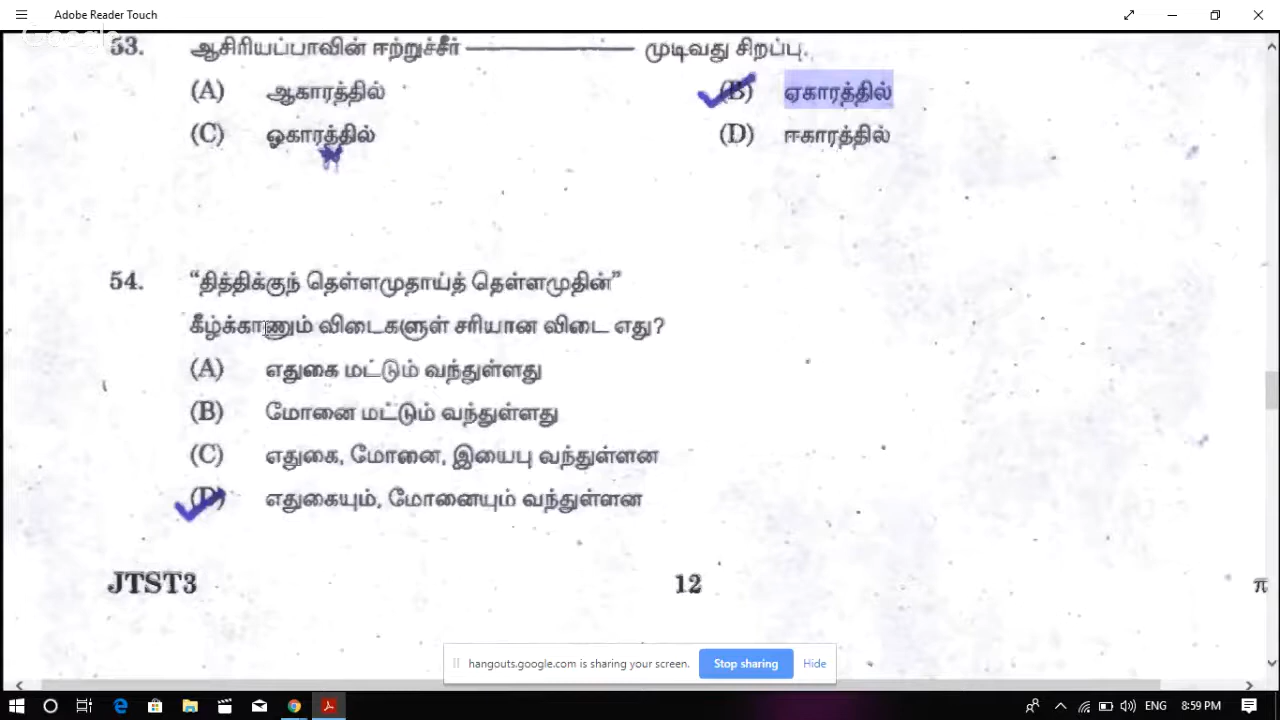 Adobe Reader Touch
Google
53. ஆசிரியப்பாவின் ஈற்றுச்சீர் ———————— முடிவது சிறப்பு.
(A) ஆகாரத்தில் (B) ஏகாரத்தில்
(C) ஓகாரத்தில் (D) ஈகாரத்தில்
54. “தித்திக்குந் தெள்ளமுதாய்த் தெள்ளமுதின்”
கீழ்க்காணும் விடைகளுள் சரியான விடை எது?
(A) எதுகை மட்டும் வந்துள்ளது
(B) மோனை மட்டும் வந்துள்ளது
(C) எதுகை, மோனை, இயைபு வந்துள்ளன
(D) எதுகையும், மோனையும் வந்துள்ளன
JTST3 12 π
hangouts.google.com is sharing your screen. Stop sharing Hide
ENG 8:59 PM